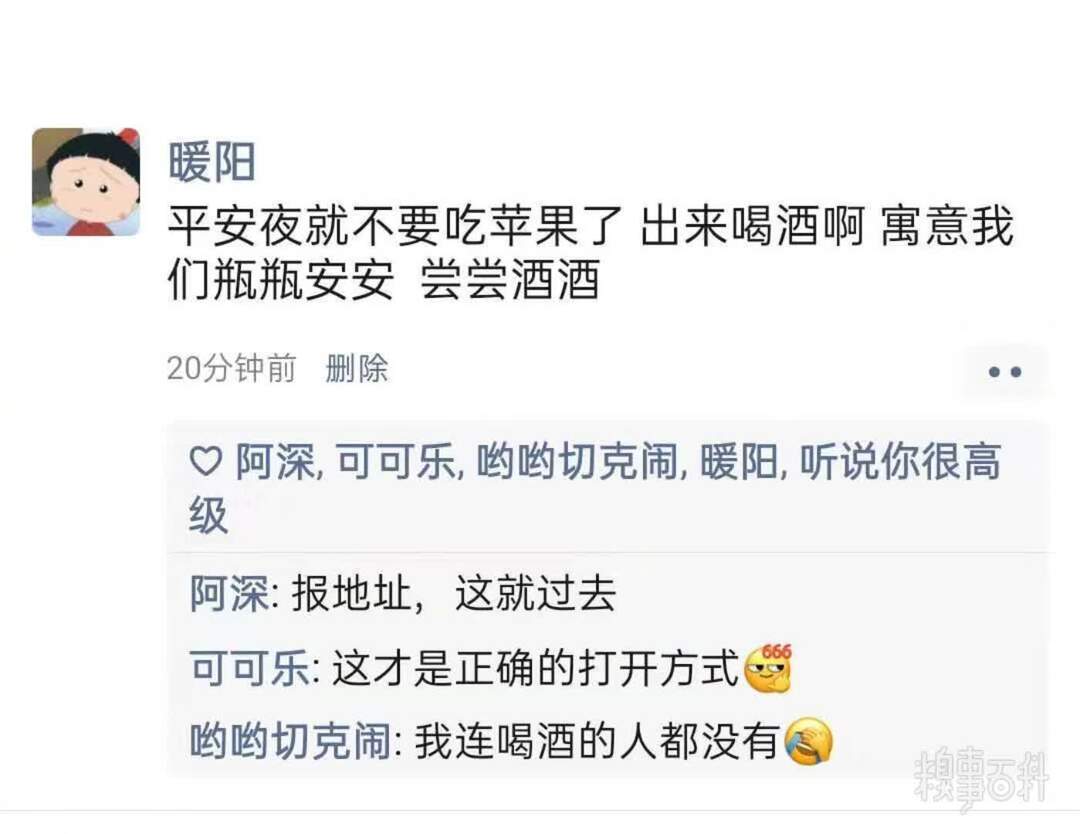 暖阳
平安夜就不要吃苹果了 出来喝酒啊 寓意我
们瓶瓶安安 尝尝酒酒
20分钟前 删除
阿深, 可可乐, 哟哟切克闹, 暖阳, 听说你很高
级
阿深: 报地址，这就过去
可可乐: 这才是正确的打开方式666
哟哟切克闹: 我连喝酒的人都没有
糗事百科